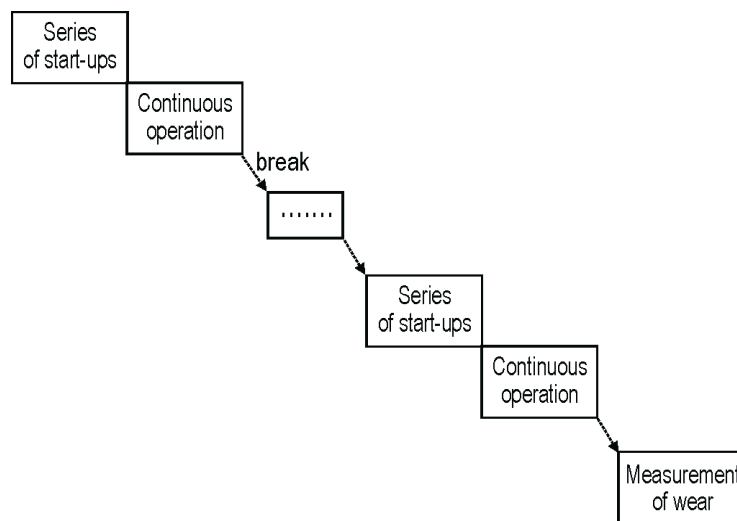 Series
of start-ups
Continuous
operation
break
.......
Series
of start-ups
Continuous
operation
Measurement
of wear